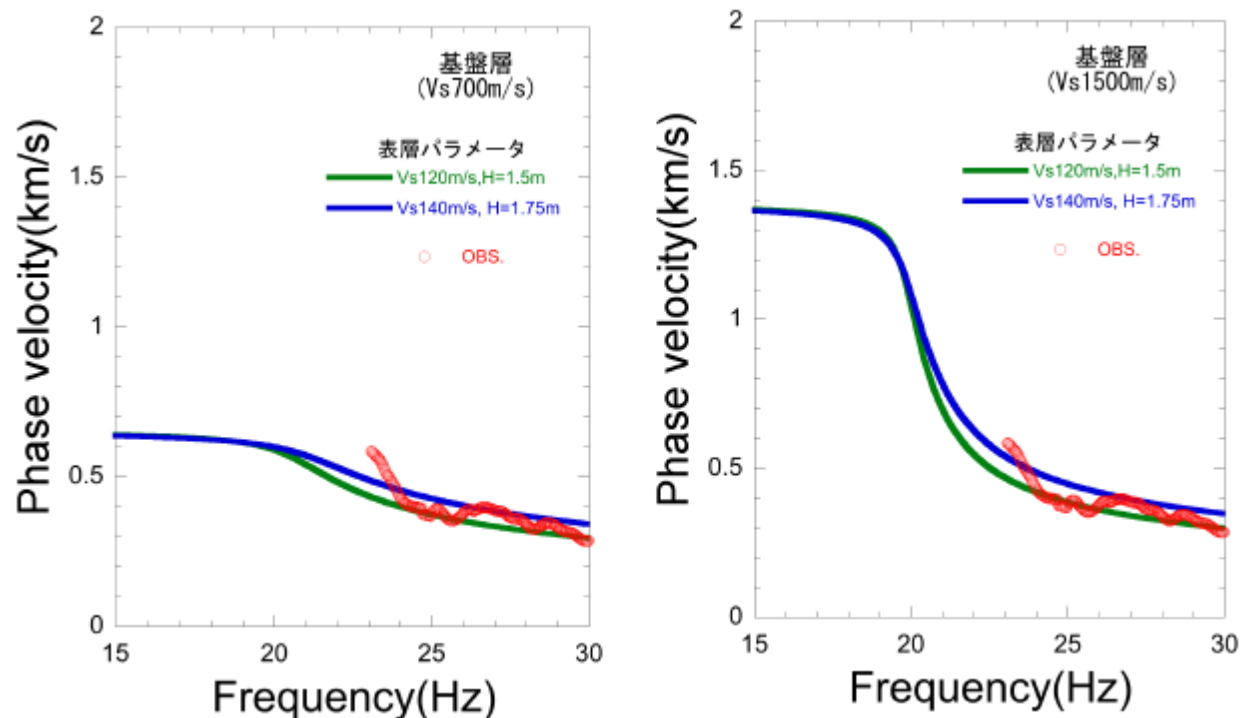 2
1.5
1
0.5
0
15
20
25
30
Phase velocity(km/s)
Frequency(Hz)
基盤層
(Vs700m/s)
表層パラメータ
Vs120m/s,H=1.5m
Vs140m/s, H=1.75m
OBS.
2
1.5
1
0.5
0
15
20
25
30
Phase velocity(km/s)
Frequency(Hz)
基盤層
(Vs1500m/s)
表層パラメータ
Vs120m/s,H=1.5m
Vs140m/s, H=1.75m
OBS.